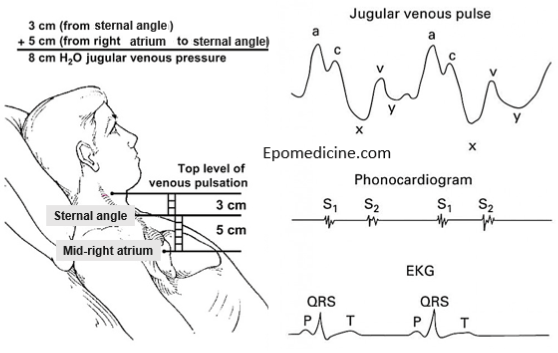 3 cm (from sternal angle)
+ 5 cm (from right atrium to sternal angle)
8 cm H₂O jugular venous pressure
Top level of
venous pulsation
3 cm
Sternal angle
5 cm
Mid-right atrium
Jugular venous pulse
a
c
v
x
y
a
c
v
x
y
Epomedicine.com
Phonocardiogram
S₁
S₂
S₁
S₂
EKG
QRS
P
T
QRS
P
T